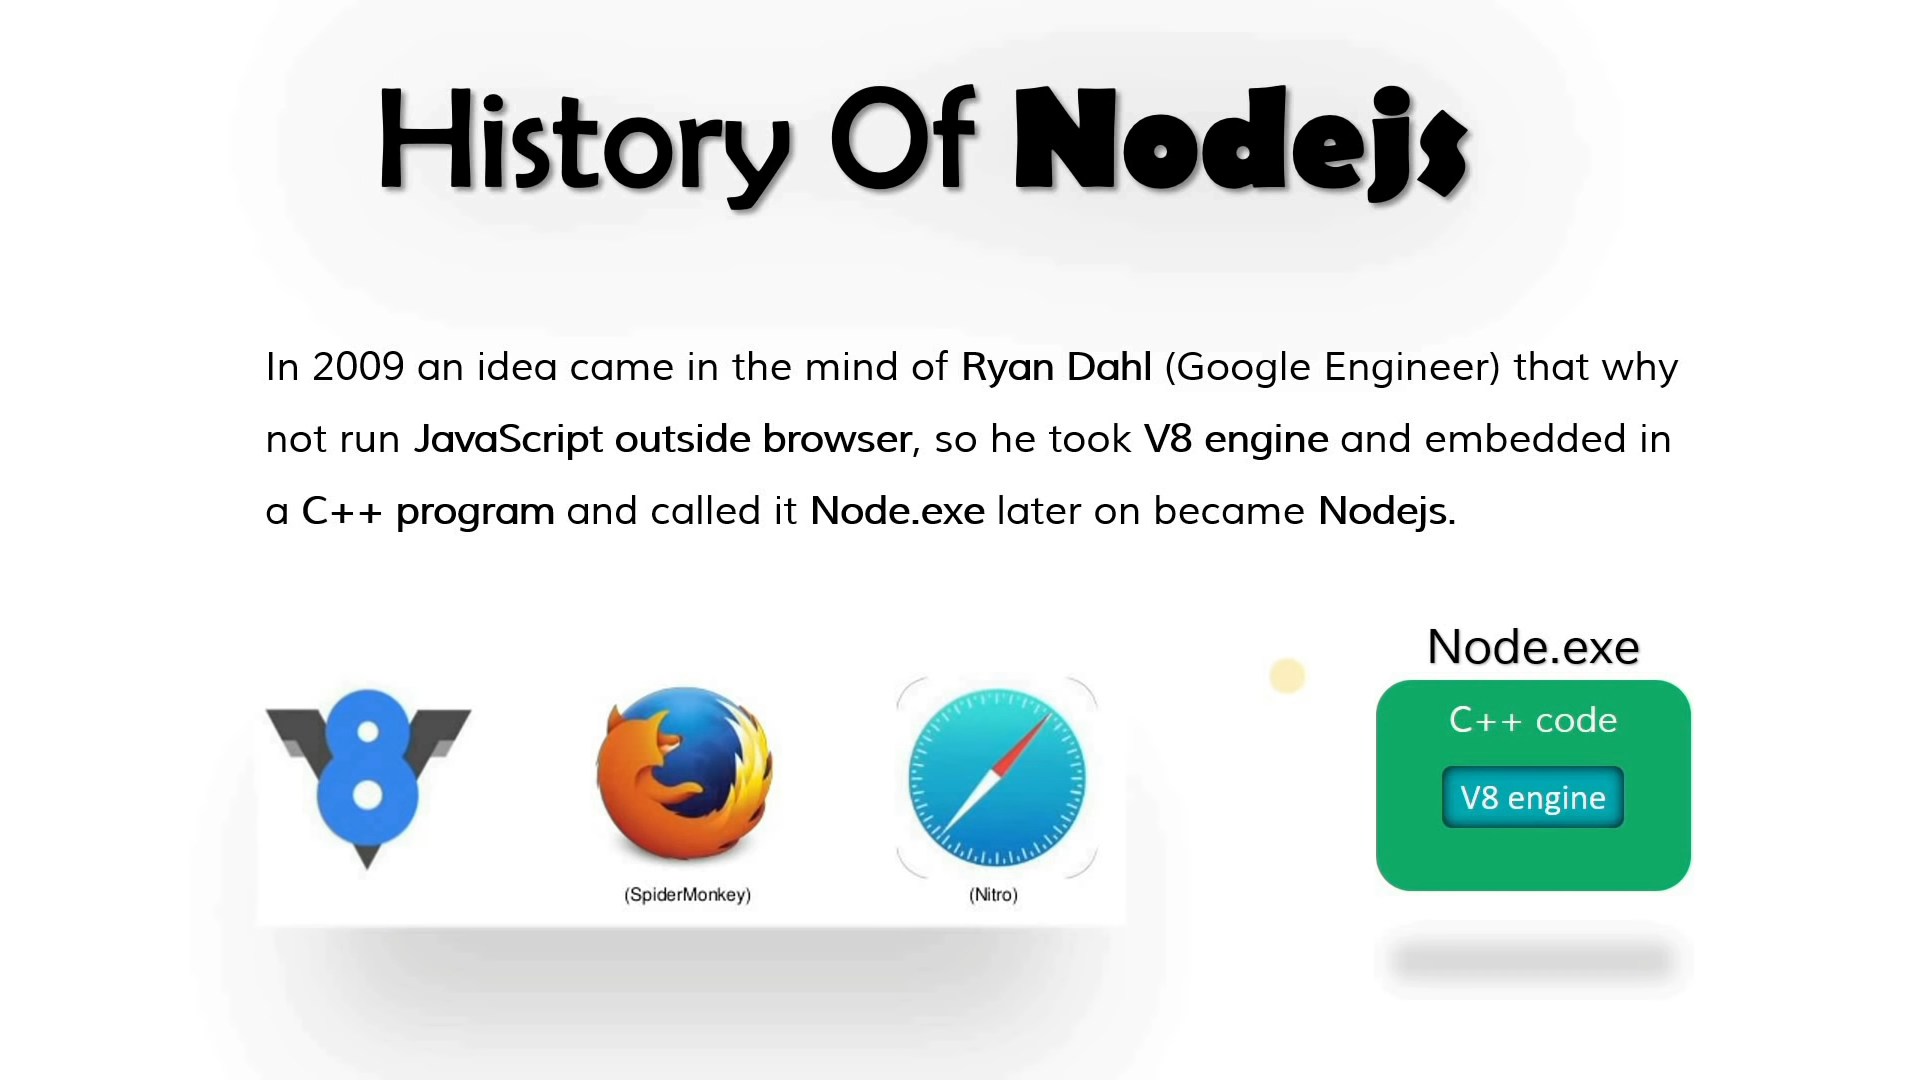 History Of Nodejs
In 2009 an idea came in the mind of Ryan Dahl (Google Engineer) that why
not run JavaScript outside browser, so he took V8 engine and embedded in
a C++ program and called it Node.exe later on became Nodejs.
Node.exe
C++ code
V8 engine
8
(SpiderMonkey)
(Nitro)